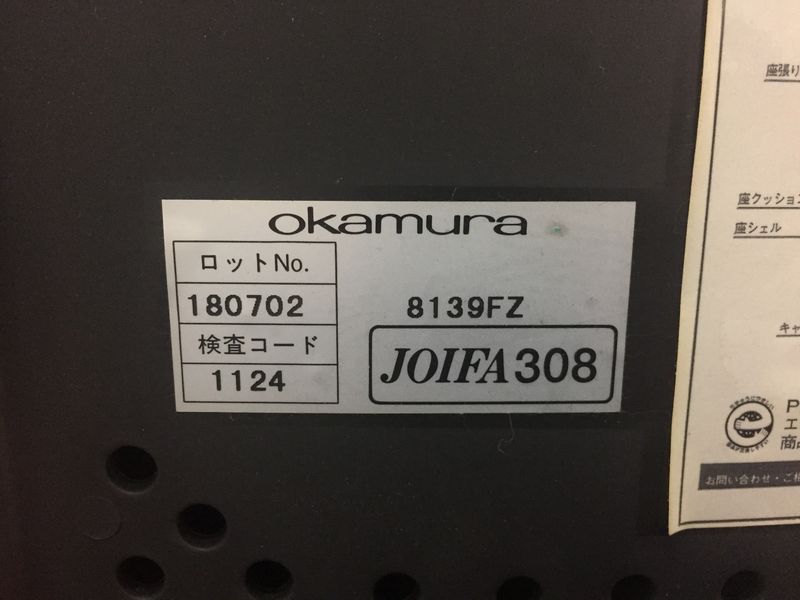 okamura
ロットNo.
180702
8139FZ
検査コード
1124
JOIFA308
座張り
座クッション
座シェル
キャ
P
エ
商品
お問い合わせ・ご相